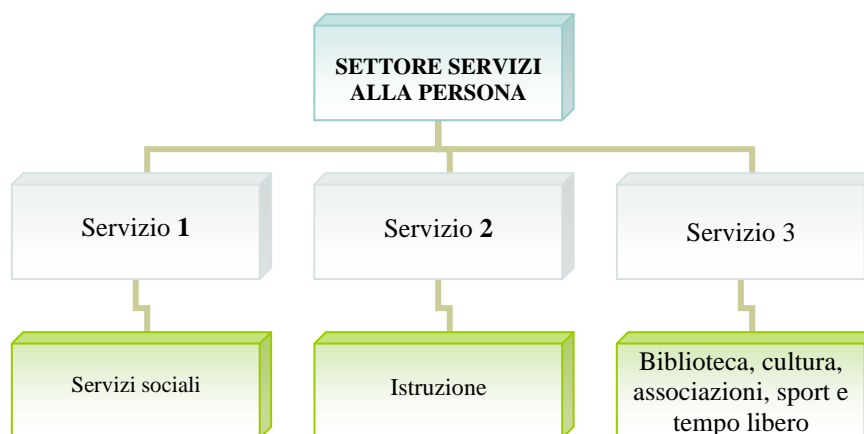 SETTORE SERVIZI
ALLA PERSONA
Servizio 1
Servizio 2
Servizio 3
Servizi sociali
Istruzione
Biblioteca, cultura,
associazioni, sport e
tempo libero